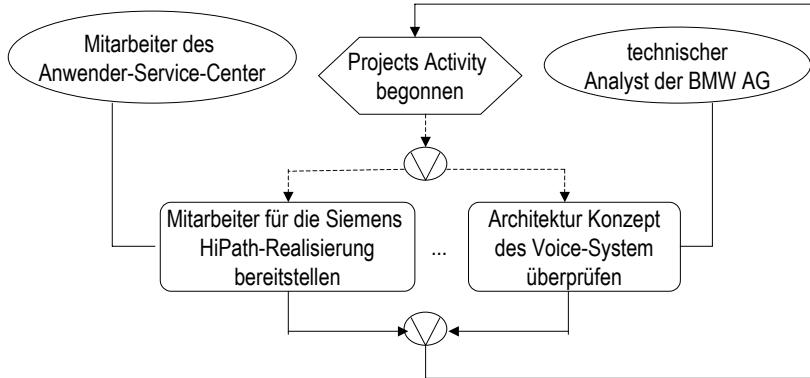 Mitarbeiter des
Anwender-Service-Center
Projects Activity
begonnen
technischer
Analyst der BMW AG
Mitarbeiter für die Siemens
HiPath-Realisierung
bereitstellen
...
Architektur Konzept
des Voice-System
überprüfen